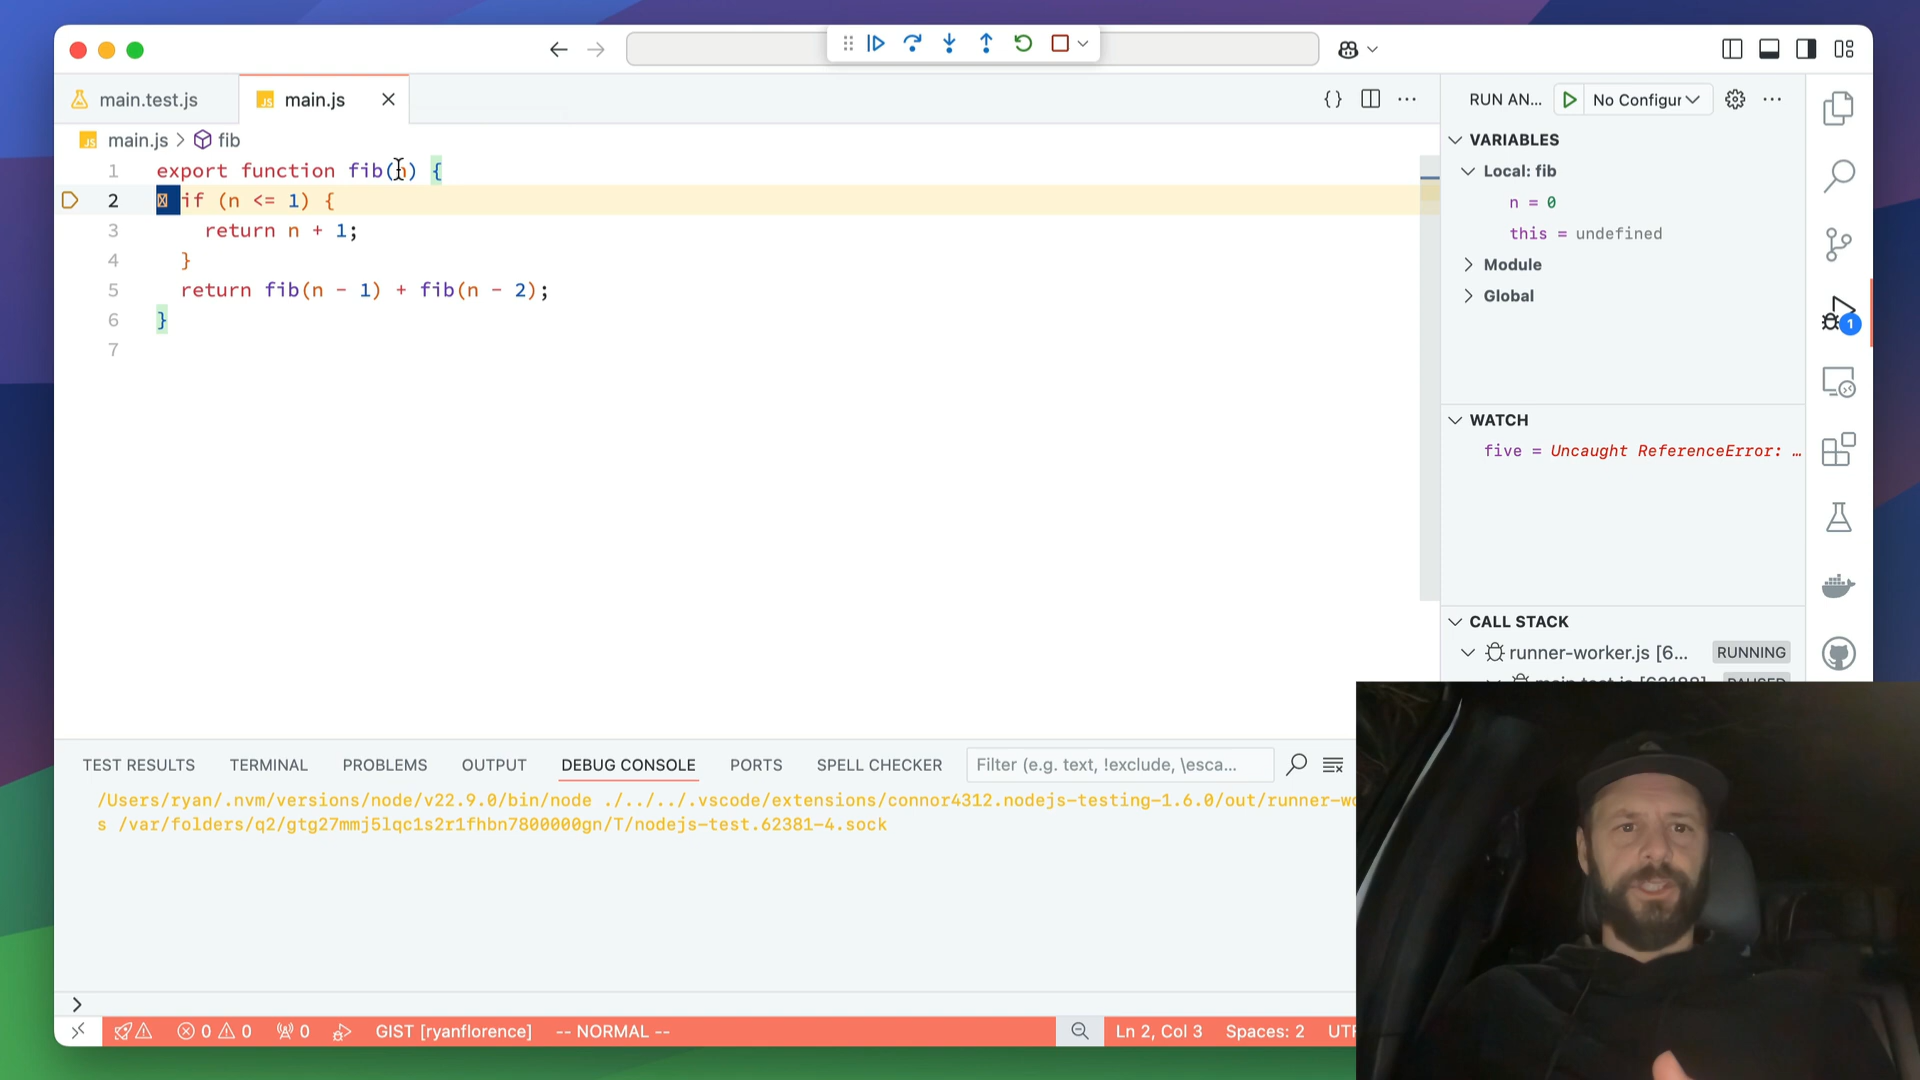 main.test.js
main.js
RUN AN...
No Configur
main.js > fib
1 export function fib(n) {
2 if (n <= 1) {
3 return n + 1;
4 }
5 return fib(n - 1) + fib(n - 2);
6 }
7
VARIABLES
Local: fib
n = 0
this = undefined
Module
Global
1
WATCH
five = Uncaught ReferenceError: …
CALL STACK
runner-worker.js [6...
RUNNING
TEST RESULTS
TERMINAL
PROBLEMS
OUTPUT
DEBUG CONSOLE
PORTS
SPELL CHECKER
Filter (e.g. text, !exclude, \esca...
/Users/ryan/.nvm/versions/node/v22.9.0/bin/node ./../../.vscode/extensions/connor4312.nodejs-testing-1.6.0/out/runner-wo
s /var/folders/q2/gtg27mmj5lqc1s2r1fhbn7800000gn/T/nodejs-test.62381-4.sock
0 0 0
GIST [ryanflorence]
-- NORMAL --
Ln 2, Col 3
Spaces: 2
UTF